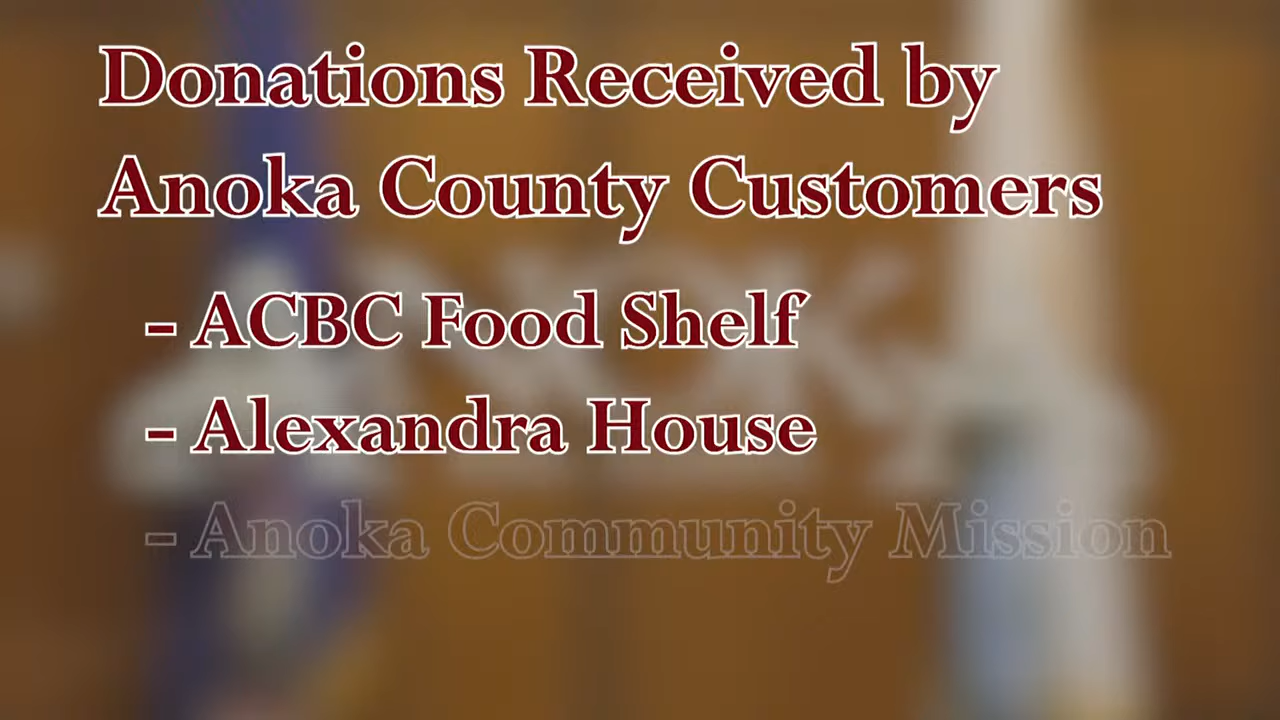 Donations Received by
Anoka County Customers
- ACBC Food Shelf
- Alexandra House
- Anoka Community Mission